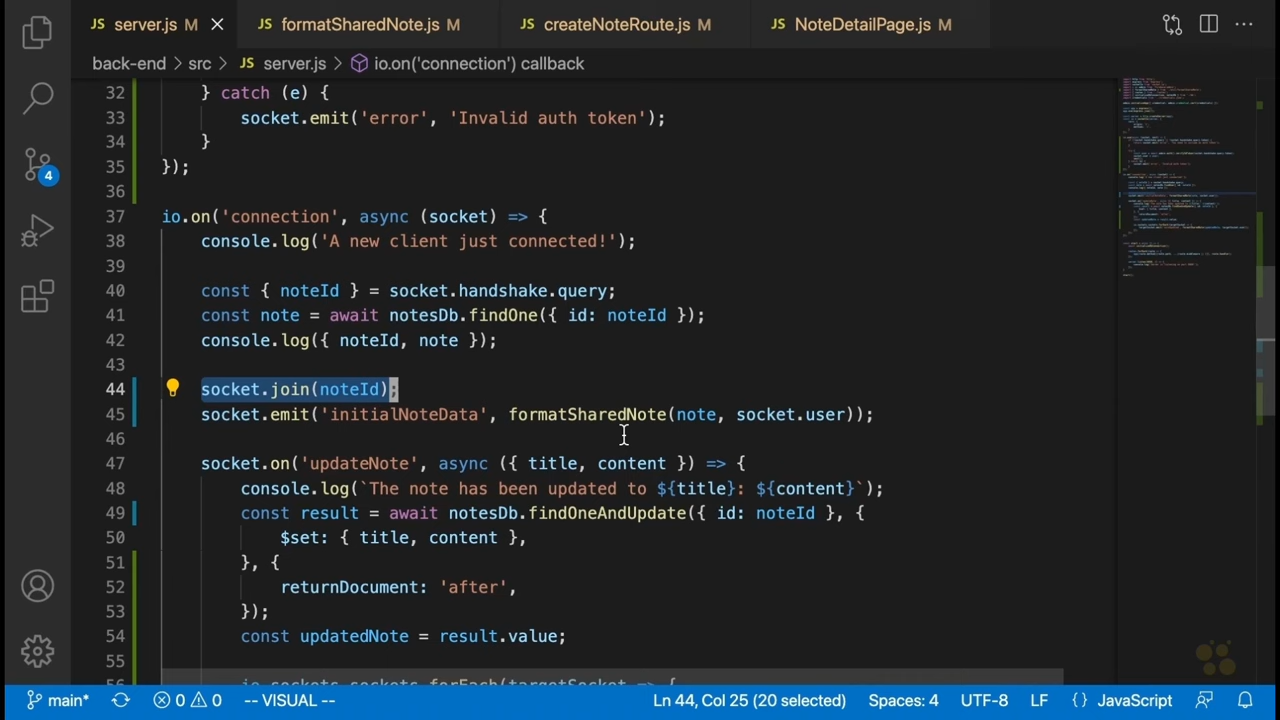 JS server.js M ×
JS formatSharedNote.js M
JS createNoteRoute.js M
JS NoteDetailPage.js M
back-end > src > JS server.js > io.on('connection') callback
32 } catch (e) {
33 socket.emit('error', 'Invalid auth token');
34 }
35 });
36
37 io.on('connection', async (socket) => {
38 console.log('A new client just connected!');
39
40 const { noteId } = socket.handshake.query;
41 const note = await notesDb.findOne({ id: noteId });
42 console.log({ noteId, note });
43
44 socket.join(noteId);
45 socket.emit('initialNoteData', formatSharedNote(note, socket.user));
46
47 socket.on('updateNote', async ({ title, content }) => {
48 console.log(`The note has been updated to ${title}: ${content}`);
49 const result = await notesDb.findOneAndUpdate({ id: noteId }, {
50 $set: { title, content },
51 }, {
52 returnDocument: 'after',
53 });
54 const updatedNote = result.value;
55
56 io.sockets.sockets.forEach(targetSocket => {
4
main* 0 0 -- VISUAL -- Ln 44, Col 25 (20 selected) Spaces: 4 UTF-8 LF {} JavaScript